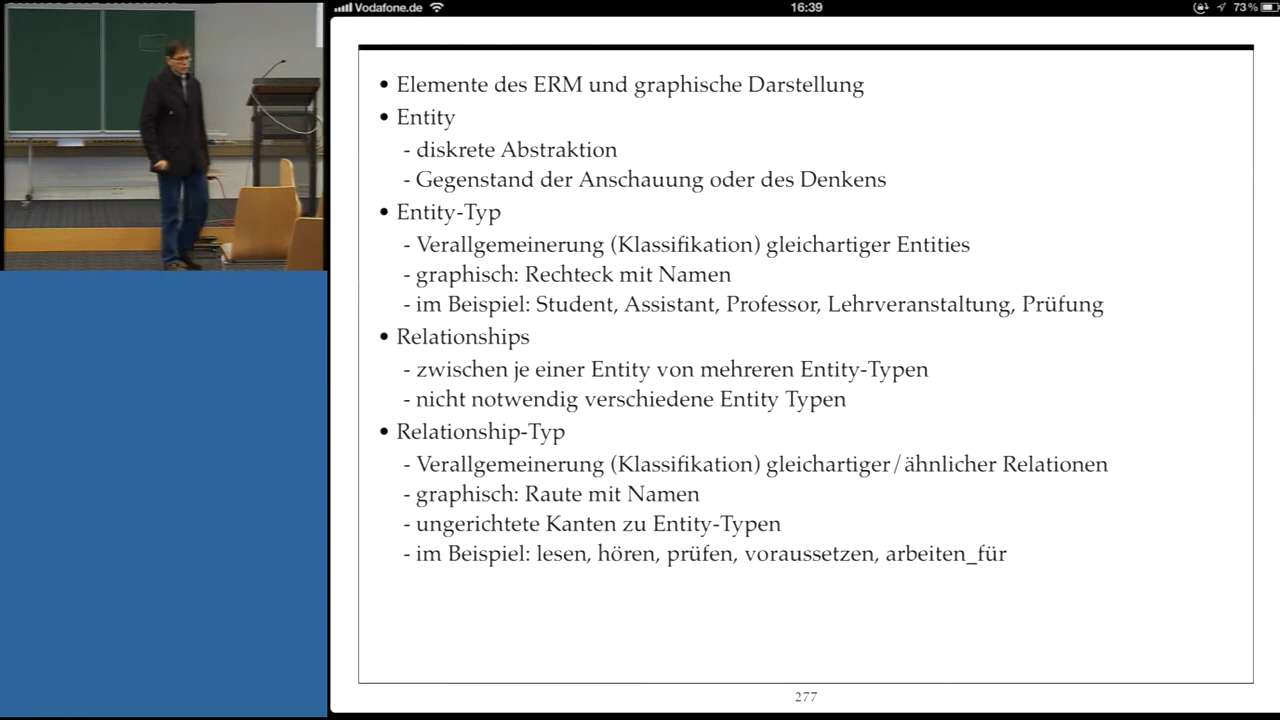 Vodafone.de
16:39
73%
• Elemente des ERM und graphische Darstellung
• Entity
- diskrete Abstraktion
- Gegenstand der Anschauung oder des Denkens
• Entity-Typ
- Verallgemeinerung (Klassifikation) gleichartiger Entities
- graphisch: Rechteck mit Namen
- im Beispiel: Student, Assistant, Professor, Lehrveranstaltung, Prüfung
• Relationships
- zwischen je einer Entity von mehreren Entity-Typen
- nicht notwendig verschiedene Entity Typen
• Relationship-Typ
- Verallgemeinerung (Klassifikation) gleichartiger/ähnlicher Relationen
- graphisch: Raute mit Namen
- ungerichtete Kanten zu Entity-Typen
- im Beispiel: lesen, hören, prüfen, voraussetzen, arbeiten_für
277